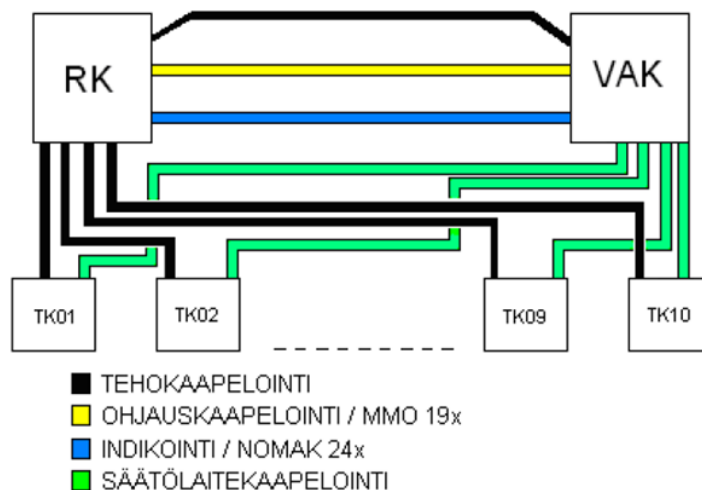 RK
VAK
TK01
TK02
TK09
TK10
TEHOKAAPELOINTI
OHJAUSKAAPELOINTI / MMO 19x
INDIKOINTI / NOMAK 24x
SÄÄTÖLAITEKAAPELOINTI